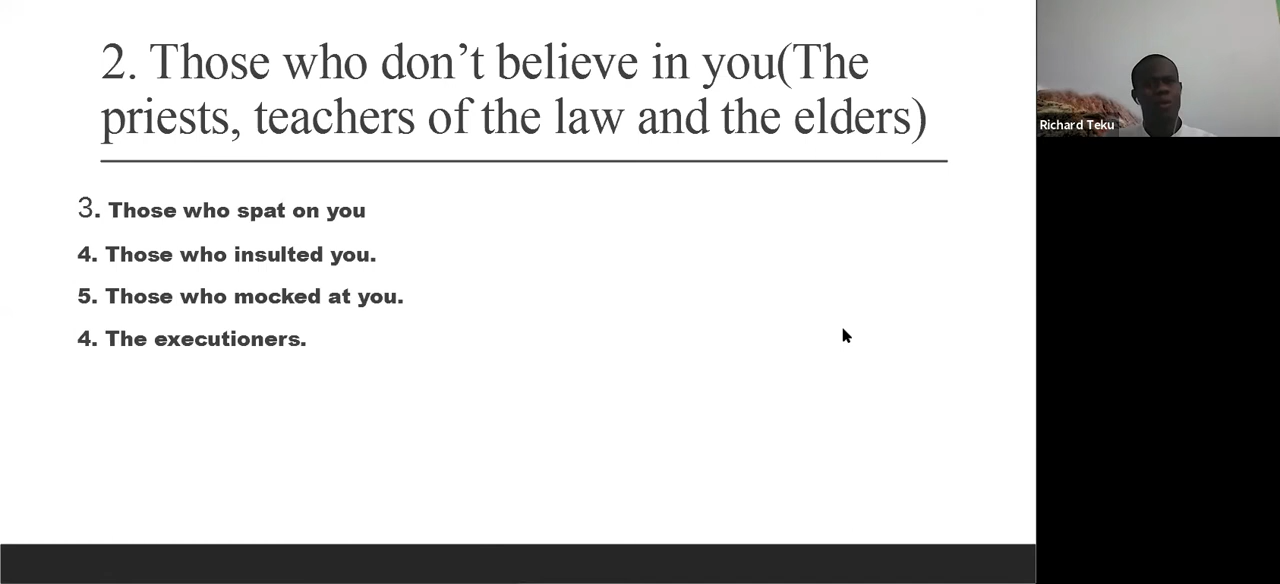 2. Those who don’t believe in you(The
priests, teachers of the law and the elders)
3. Those who spat on you
4. Those who insulted you.
5. Those who mocked at you.
4. The executioners.
Richard Teku